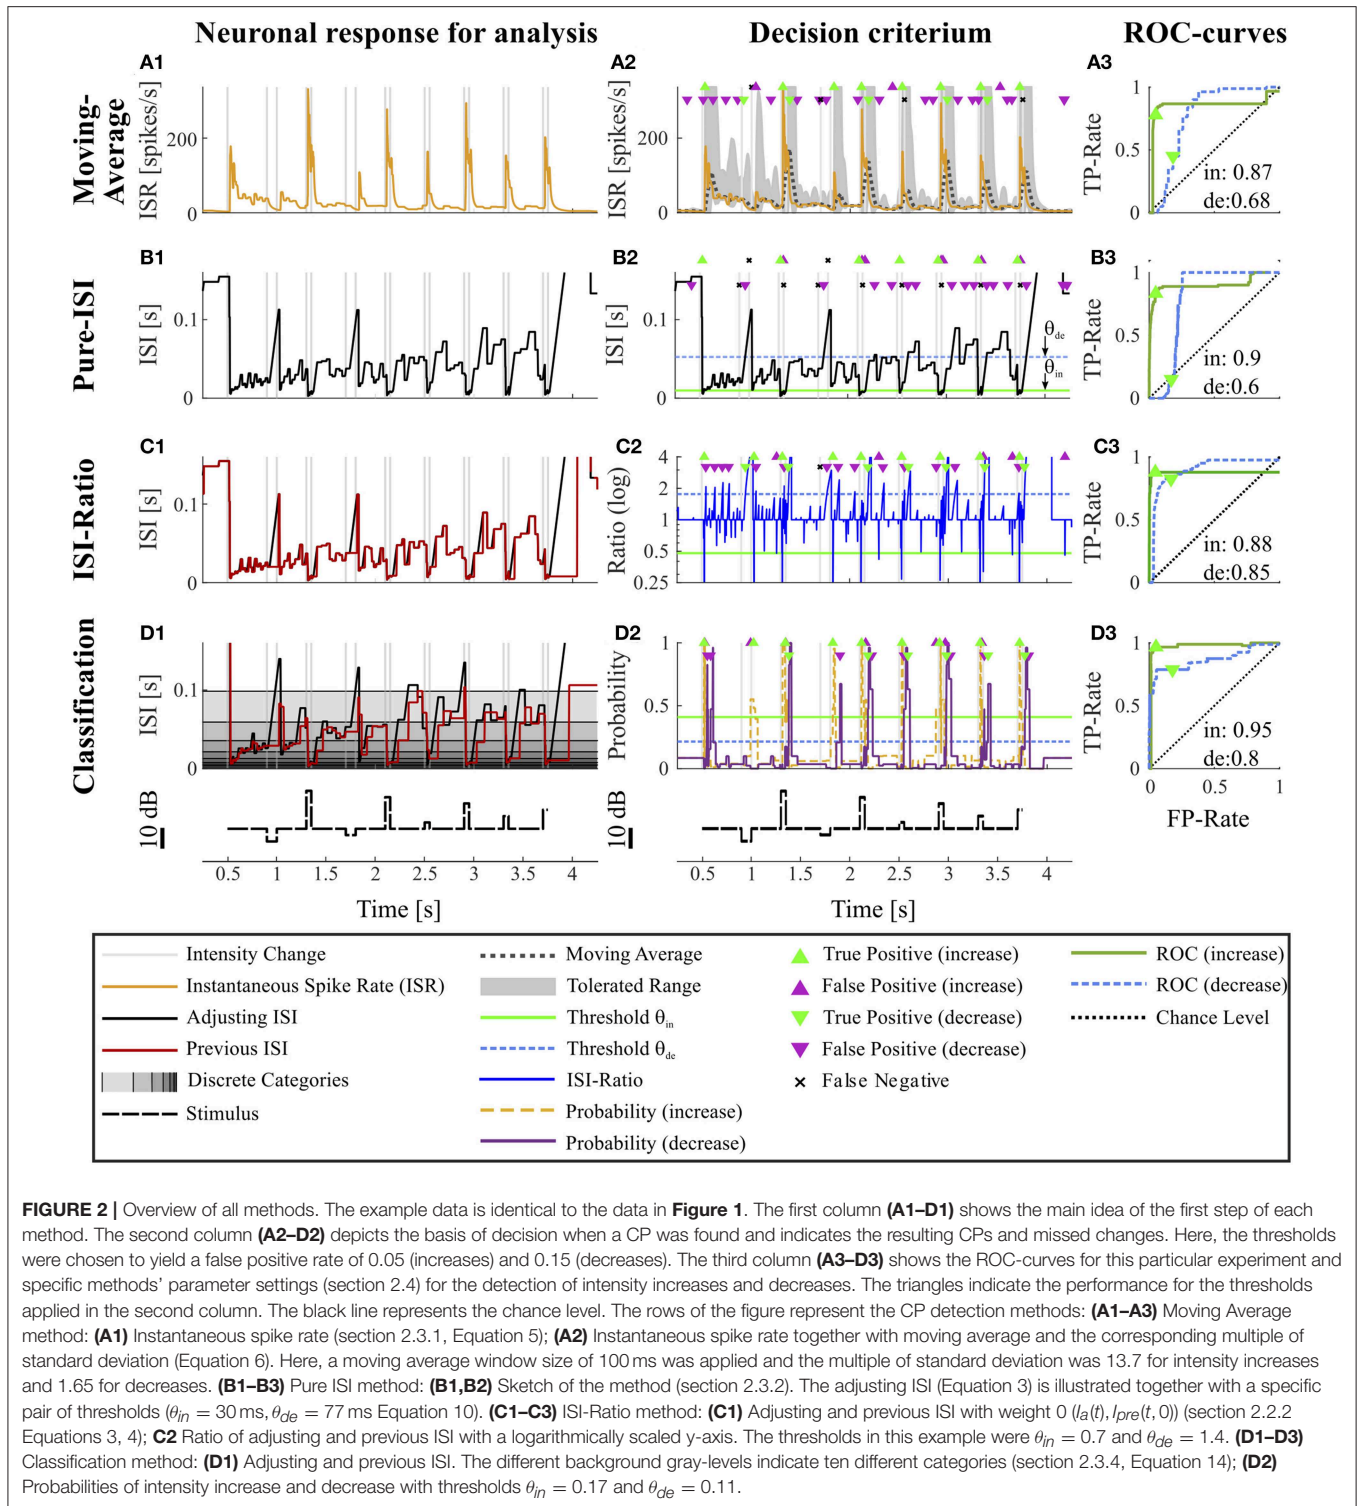 Neuronal response for analysis
Decision criterium
ROC-curves
Moving-
Average
A1
ISR [spikes/s]
200
0
A2
ISR [spikes/s]
200
0
A3
TP-Rate
1
0.5
0
in: 0.87
de:0.68
Pure-ISI
B1
ISI [s]
0.1
0
B2
ISI [s]
0.1
0
θde
θin
B3
TP-Rate
1
0.5
0
in: 0.9
de:0.6
ISI-Ratio
C1
ISI [s]
0.1
0
C2
Ratio (log)
4
2
1
0.5
0.25
C3
TP-Rate
1
0.5
0
in: 0.88
de:0.85
Classification
D1
ISI [s]
0.1
0
D2
Probability
1
0.5
0
D3
TP-Rate
1
0.5
0
in: 0.95
de:0.8
0 0.5 1
FP-Rate
10 dB
0.5 1 1.5 2 2.5 3 3.5 4
Time [s]
10 dB
0.5 1 1.5 2 2.5 3 3.5 4
Time [s]
Intensity Change
Instantaneous Spike Rate (ISR)
Adjusting ISI
Previous ISI
Discrete Categories
Stimulus
Moving Average
Tolerated Range
Threshold θin
Threshold θde
ISI-Ratio
Probability (increase)
Probability (decrease)
True Positive (increase)
False Positive (increase)
True Positive (decrease)
False Positive (decrease)
False Negative
ROC (increase)
ROC (decrease)
Chance Level
FIGURE 2 | Overview of all methods. The example data is identical to the data in Figure 1. The first column (A1–D1) shows the main idea of the first step of each
method. The second column (A2–D2) depicts the basis of decision when a CP was found and indicates the resulting CPs and missed changes. Here, the thresholds
were chosen to yield a false positive rate of 0.05 (increases) and 0.15 (decreases). The third column (A3–D3) shows the ROC-curves for this particular experiment and
specific methods' parameter settings (section 2.4) for the detection of intensity increases and decreases. The triangles indicate the performance for the thresholds
applied in the second column. The black line represents the chance level. The rows of the figure represent the CP detection methods: (A1–A3) Moving Average
method: (A1) Instantaneous spike rate (section 2.3.1, Equation 5); (A2) Instantaneous spike rate together with moving average and the corresponding multiple of
standard deviation (Equation 6). Here, a moving average window size of 100 ms was applied and the multiple of standard deviation was 13.7 for intensity increases
and 1.65 for decreases. (B1–B3) Pure ISI method: (B1,B2) Sketch of the method (section 2.3.2). The adjusting ISI (Equation 3) is illustrated together with a specific
pair of thresholds (θin = 30 ms, θde = 77 ms Equation 10). (C1–C3) ISI-Ratio method: (C1) Adjusting and previous ISI with weight 0 (Ia(t), Ipre(t, 0)) (section 2.2.2
Equations 3, 4); C2 Ratio of adjusting and previous ISI with a logarithmically scaled y-axis. The thresholds in this example were θin = 0.7 and θde = 1.4. (D1–D3)
Classification method: (D1) Adjusting and previous ISI. The different background gray-levels indicate ten different categories (section 2.3.4, Equation 14); (D2)
Probabilities of intensity increase and decrease with thresholds θin = 0.17 and θde = 0.11.